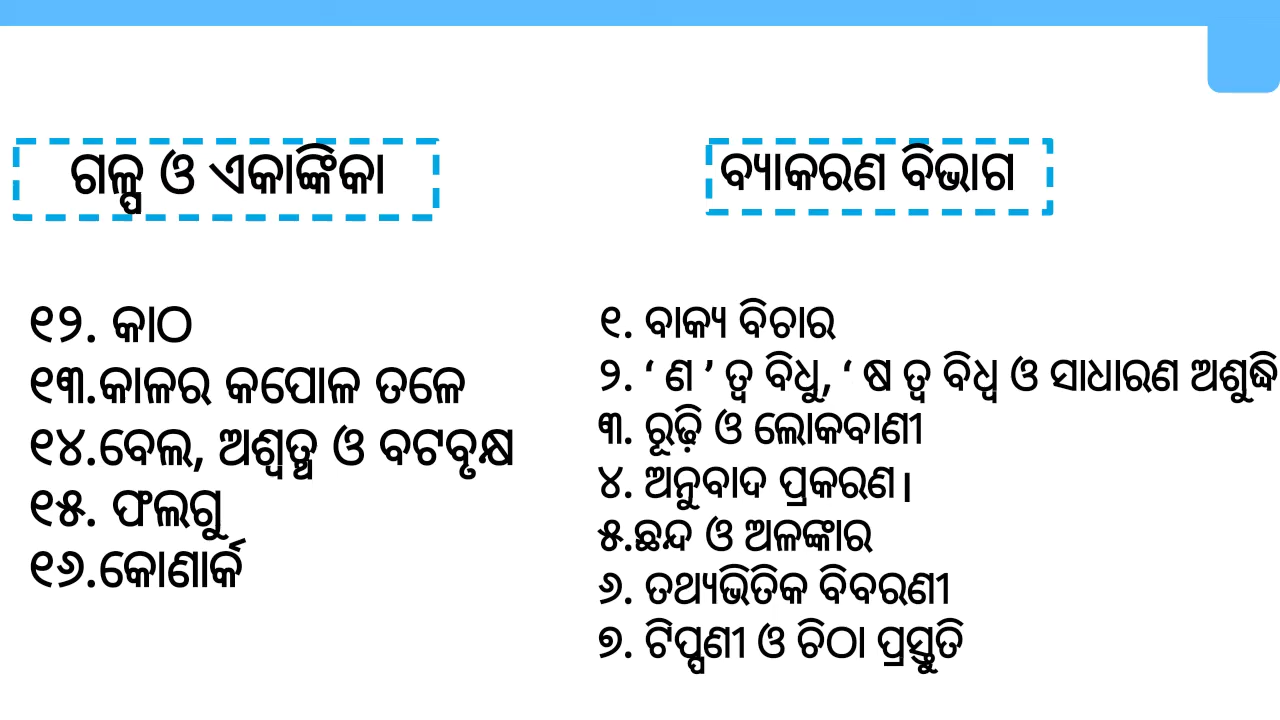 ଗଳ୍ପ ଓ ଏକାଙ୍କିକା
୧୨. କାଠ
୧୩.କାଳର କପୋଳ ତଳେ
୧୪.ବେଲ, ଅଶ୍ୱତ୍ଥ ଓ ବଟବୃକ୍ଷ
୧୫. ଫଲଗୁ
୧୬.କୋଣାର୍କ
ବ୍ୟାକରଣ ବିଭାଗ
୧. ବାକ୍ୟ ବିଚାର
୨. ‘ ଣ ’ ତ୍ୱ ବିଧୁ, ‘ ଷ ତ୍ୱ ବିଧ୍ଵ ଓ ସାଧାରଣ ଅଶୁଦ୍ଧି
୩. ରୂଢ଼ି ଓ ଲୋକବାଣୀ
୪. ଅନୁବାଦ ପ୍ରକରଣ।
୫.ଛନ୍ଦ ଓ ଅଳଙ୍କାର
୬. ତଥ୍ୟଭିତିକ ବିବରଣୀ
୭. ଟିପ୍ପଣୀ ଓ ଚିଠା ପ୍ରସ୍ତୁତି